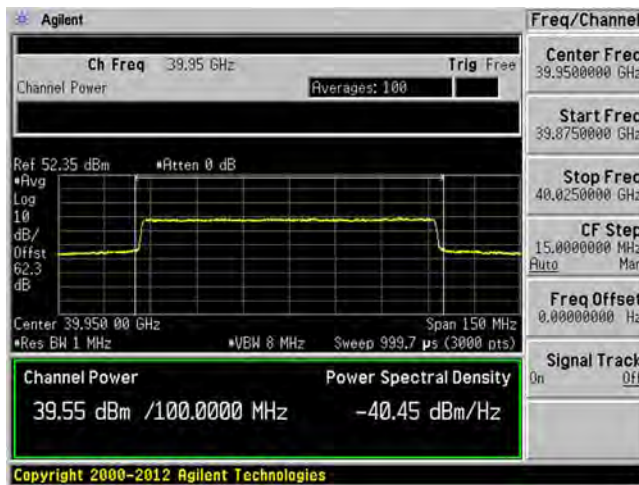 Agilent
Freq/Channel
Ch Freq 39.95 GHz Trig Free
Channel Power Averages: 100
Center Freq
39.9500000 GHz
Start Freq
39.8750000 GHz
Stop Freq
40.0250000 GHz
CF Step
15.0000000 MHz
Auto Man
Freq Offset
0.00000000 Hz
Signal Track
On Off
Ref 52.35 dBm *Atten 0 dB
*Avg
Log
10
dB/
Offst
62.3
dB
Center 39.950 00 GHz Span 150 MHz
*Res BW 1 MHz *VBW 8 MHz Sweep 999.7 µs (3000 pts)
Channel Power Power Spectral Density
39.55 dBm /100.0000 MHz -40.45 dBm/Hz
Copyright 2000-2012 Agilent Technologies